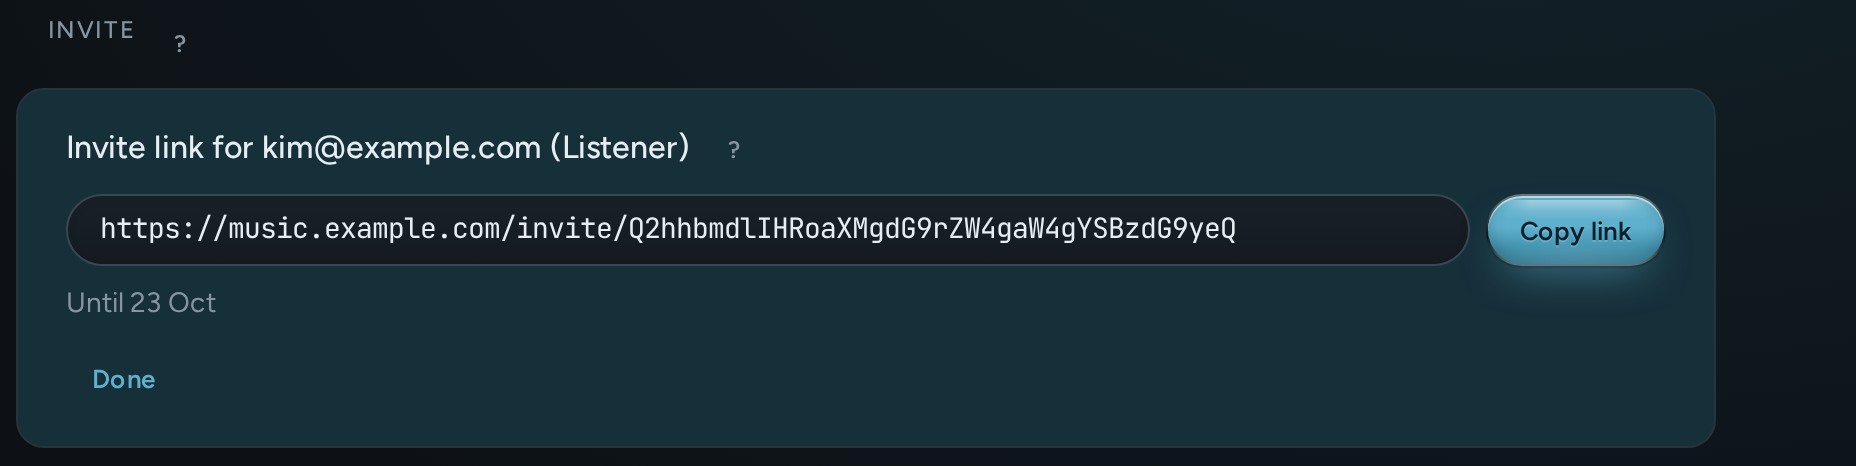 INVITE ?
Invite link for kim@example.com (Listener) ?
https://music.example.com/invite/Q2hhbmdlIHRoaXMgdG9rZW4gaW4gYSBzdG9yeQ Copy link
Until 23 Oct
Done